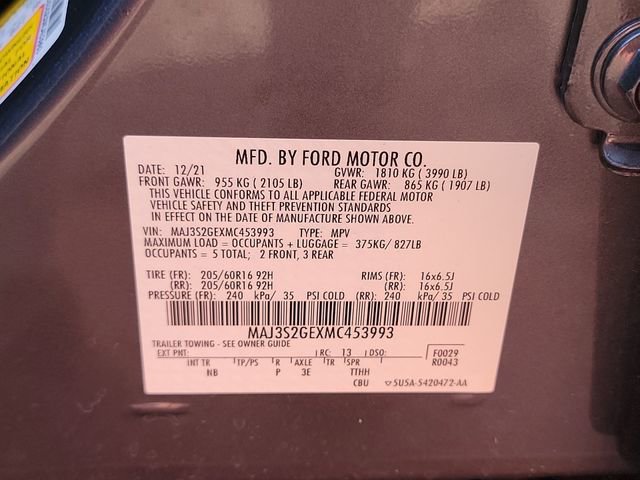 MFD. BY FORD MOTOR CO.
DATE: 12/21 GVWR: 1810 KG ( 3990 LB)
FRONT GAWR: 955 KG ( 2105 LB) REAR GAWR: 865 KG ( 1907 LB)
THIS VEHICLE CONFORMS TO ALL APPLICABLE FEDERAL MOTOR
VEHICLE SAFETY AND THEFT PREVENTION STANDARDS
IN EFFECT ON THE DATE OF MANUFACTURE SHOWN ABOVE.
VIN: MAJ3S2GEXMC453993 TYPE: MPV
MAXIMUM LOAD = OCCUPANTS + LUGGAGE = 375KG/ 827LB
OCCUPANTS = 5 TOTAL; 2 FRONT, 3 REAR
TIRE (FR): 205/60R16 92H RIMS (FR): 16x6.5J
(RR): 205/60R16 92H (RR): 16x6.5J
PRESSURE (FR): 240 kPa/ 35 PSI COLD (RR): 240 kPa/ 35 PSI COLD
MAJ3S2GEXMC453993
TRAILER TOWING - SEE OWNER GUIDE
EXT PNT: RC: 13 DSO: F0029
R0043
INT TR TP/PS R AXLE TR SPR
NB P 3E TTHH
CBU 5U5A-5420472-AA